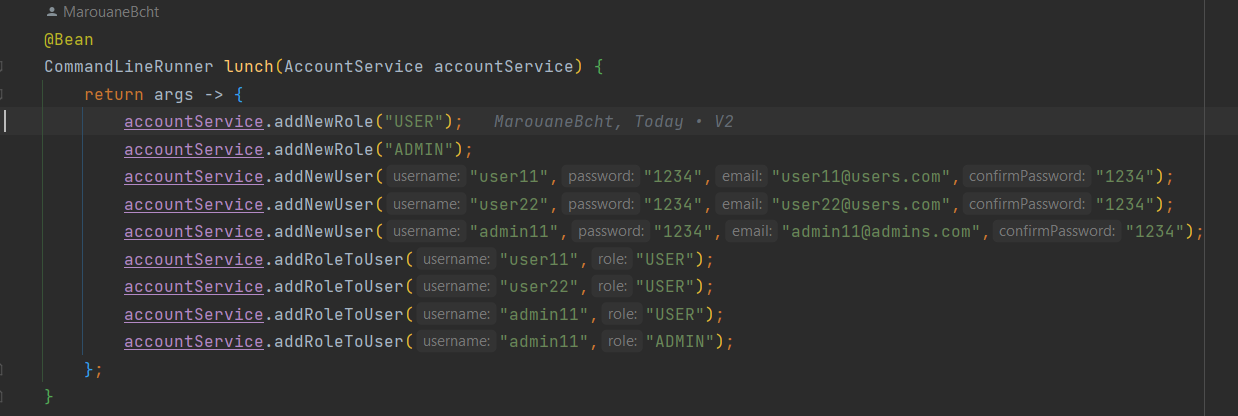 MarouaneBcht
@Bean
CommandLineRunner lunch(AccountService accountService) {
return args -> {
accountService.addNewRole("USER"); MarouaneBcht, Today • V2
accountService.addNewRole("ADMIN");
accountService.addNewUser( username: "user11", password: "1234", email: "user11@users.com", confirmPassword: "1234");
accountService.addNewUser( username: "user22", password: "1234", email: "user22@users.com", confirmPassword: "1234");
accountService.addNewUser( username: "admin11", password: "1234", email: "admin11@admins.com", confirmPassword: "1234");
accountService.addRoleToUser( username: "user11", role: "USER");
accountService.addRoleToUser( username: "user22", role: "USER");
accountService.addRoleToUser( username: "admin11", role: "USER");
accountService.addRoleToUser( username: "admin11", role: "ADMIN");
};
}